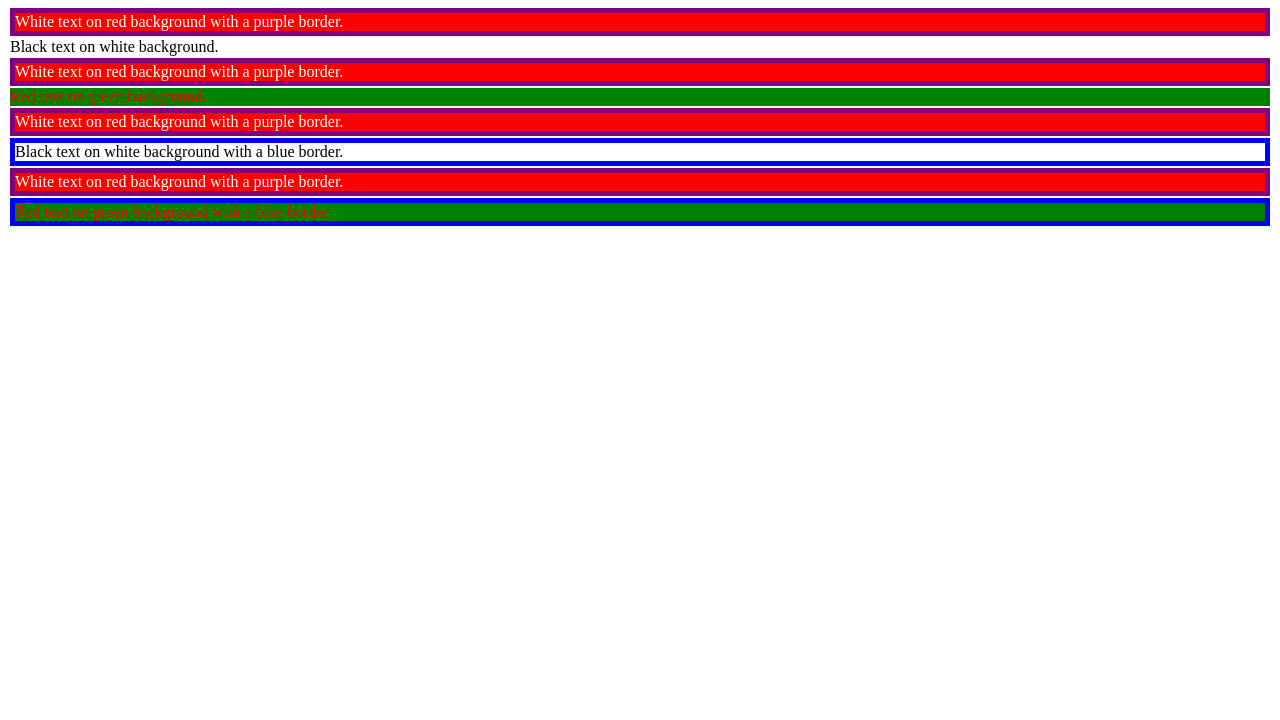 White text on red background with a purple border.
Black text on white background.
White text on red background with a purple border.
Red text on green background.
White text on red background with a purple border.
Black text on white background with a blue border.
White text on red background with a purple border.
Red text on green background with a blue border.